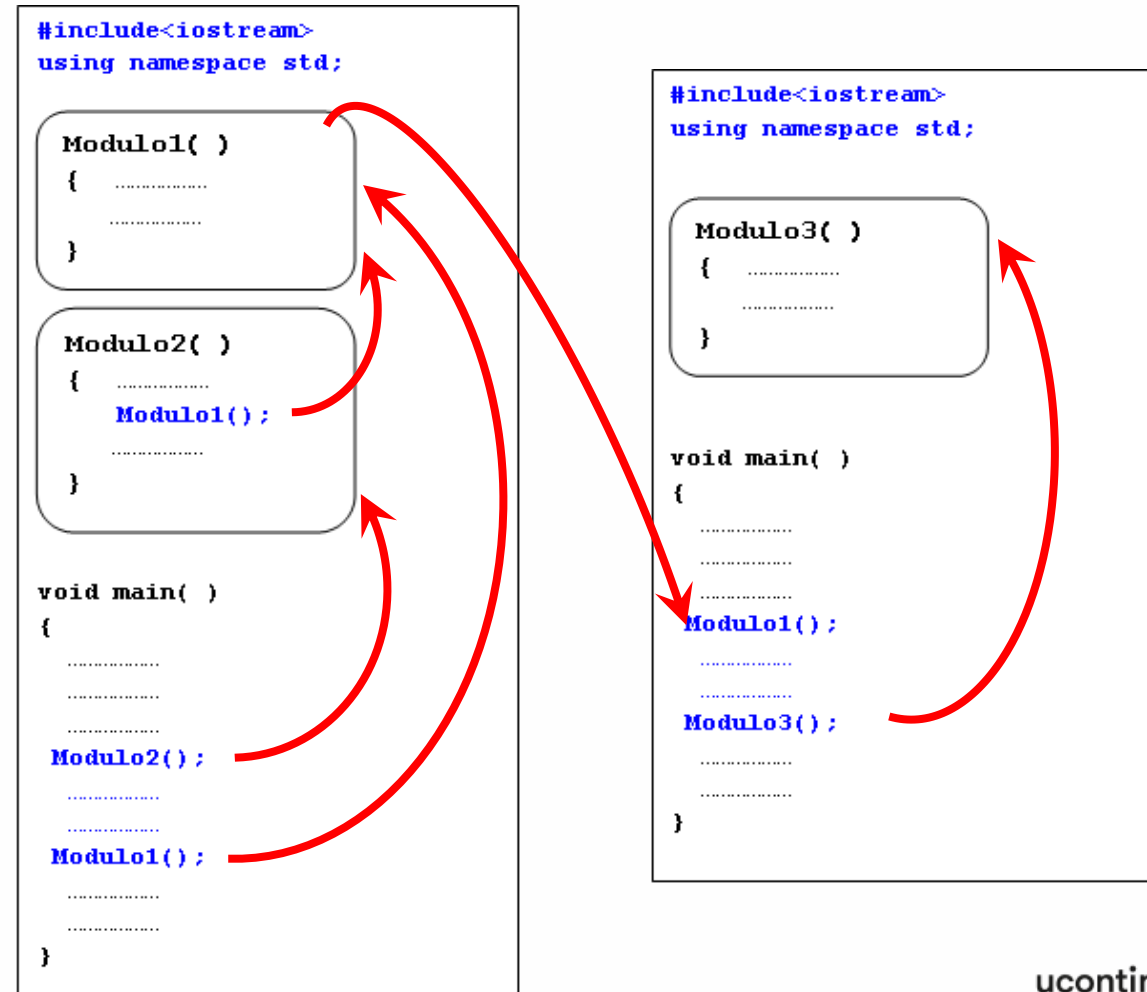 #include<iostream>
using namespace std;
Modulo1( )
{ ..................
..................
}
Modulo2( )
{ ..................
Modulo1();
..................
}
void main( )
{
..................
..................
..................
Modulo2();
..................
..................
Modulo1();
..................
..................
}
#include<iostream>
using namespace std;
Modulo3( )
{ ..................
..................
}
void main( )
{
..................
..................
..................
Modulo1();
..................
..................
Modulo3();
..................
..................
}